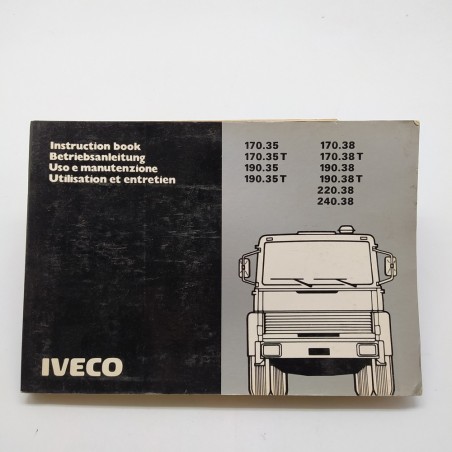 Instruction book
Betriebsanleitung
Uso e manutenzione
Utilisation et entretien
170.35 170.38
170.35 T 170.38 T
190.35 190.38
190.35 T 190.38 T
220.38
240.38
IVECO